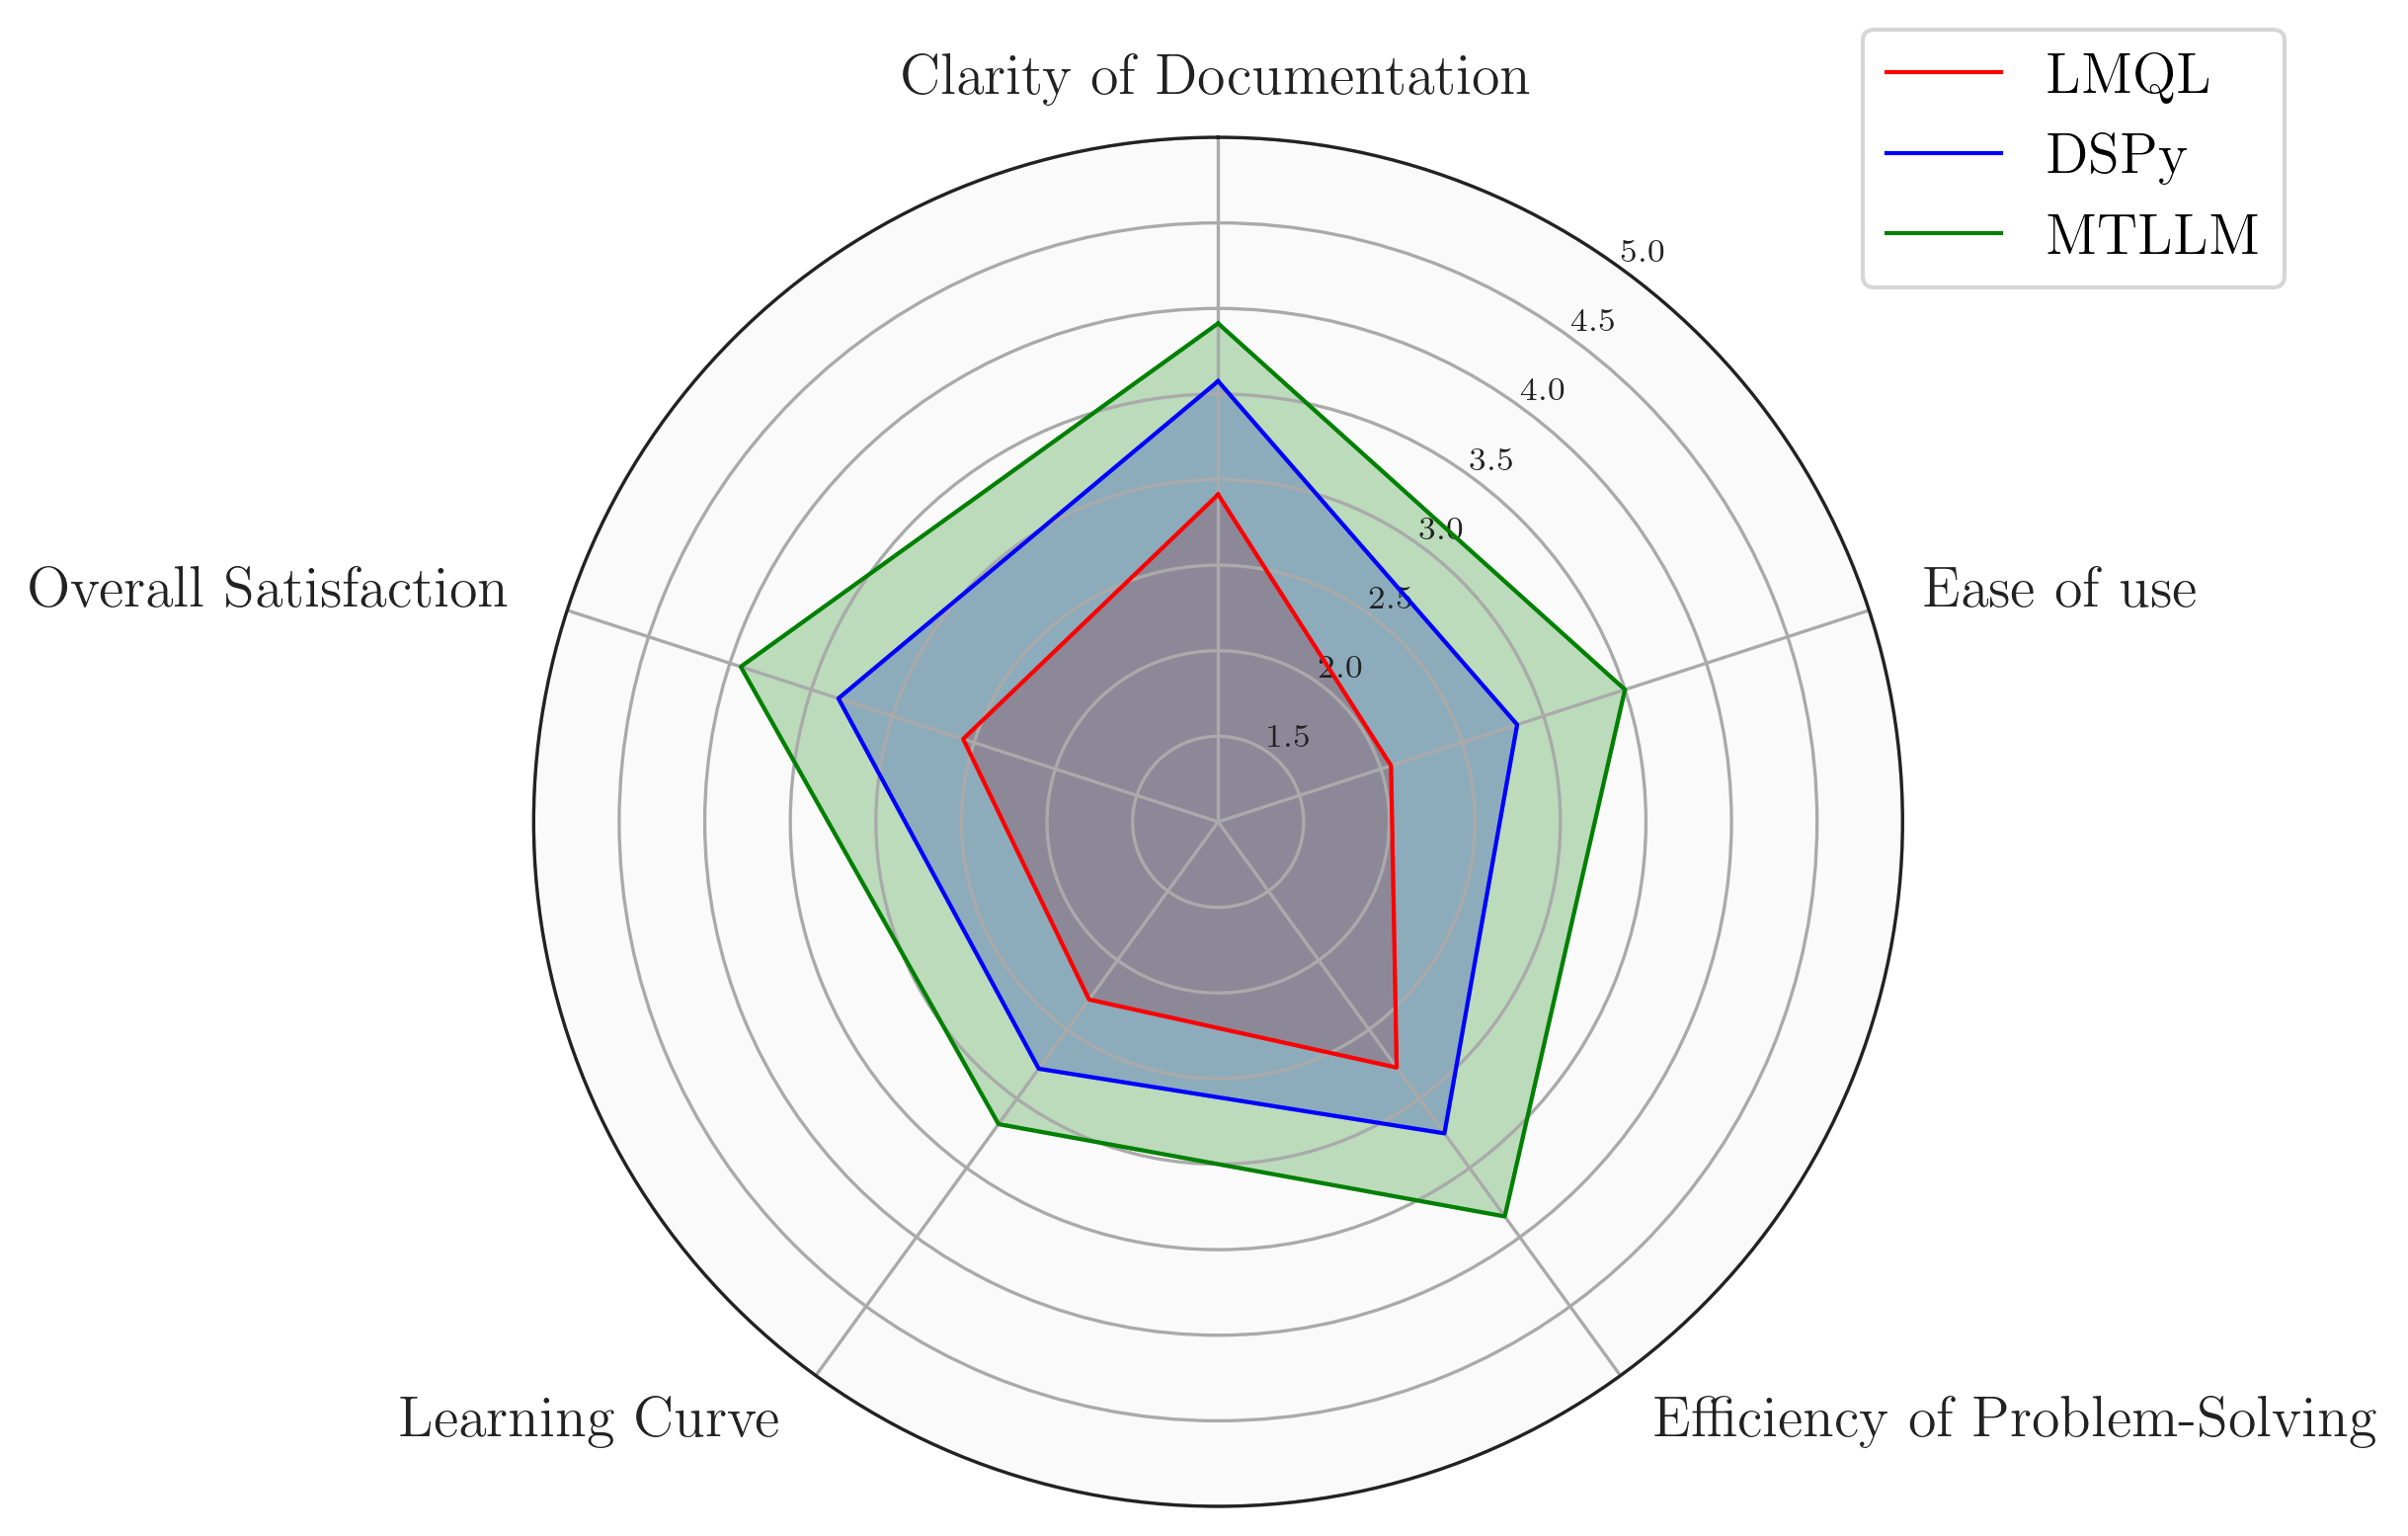 Clarity of Documentation
LMQL
DSPy
MTLLM
5.0
4.5
4.0
3.5
3.0
2.5
2.0
1.5
Overall Satisfaction
Ease of use
Learning Curve
Efficiency of Problem-Solving